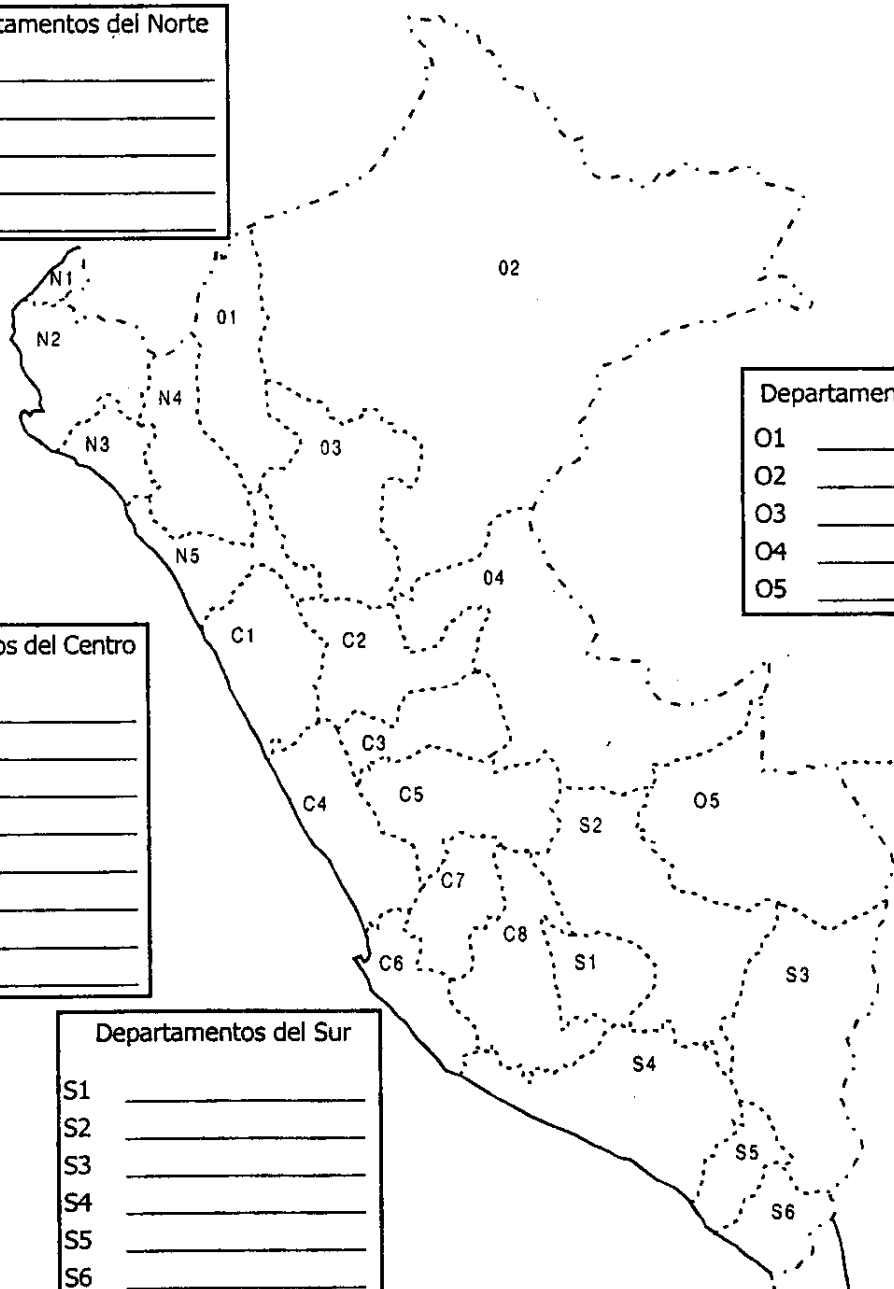 tamentos del Norte
N1
N2
N3
N4
N5
01
02
03
04
O5
Departamen
O1
O2
O3
O4
O5
os del Centro
C1
C2
C3
C4
C5
C6
C7
C8
S1
S2
S3
S4
S5
S6
Departamentos del Sur
S1
S2
S3
S4
S5
S6